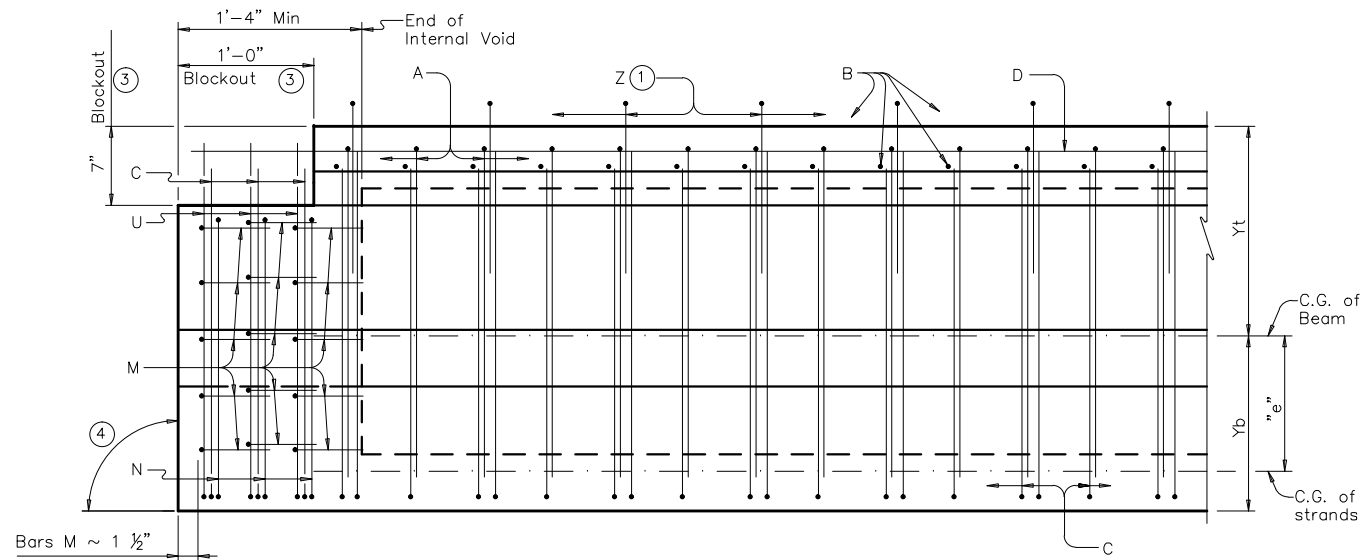 1'-4" Min
End of
Internal Void
1'-0"
Blockout
3
Blockout 3
A
Z 1
B
D
7"
C
U
Yt
C.G. of
Beam
M
"e"
Yb
4
N
C.G. of
strands
Bars M ~ 1 ½"
C